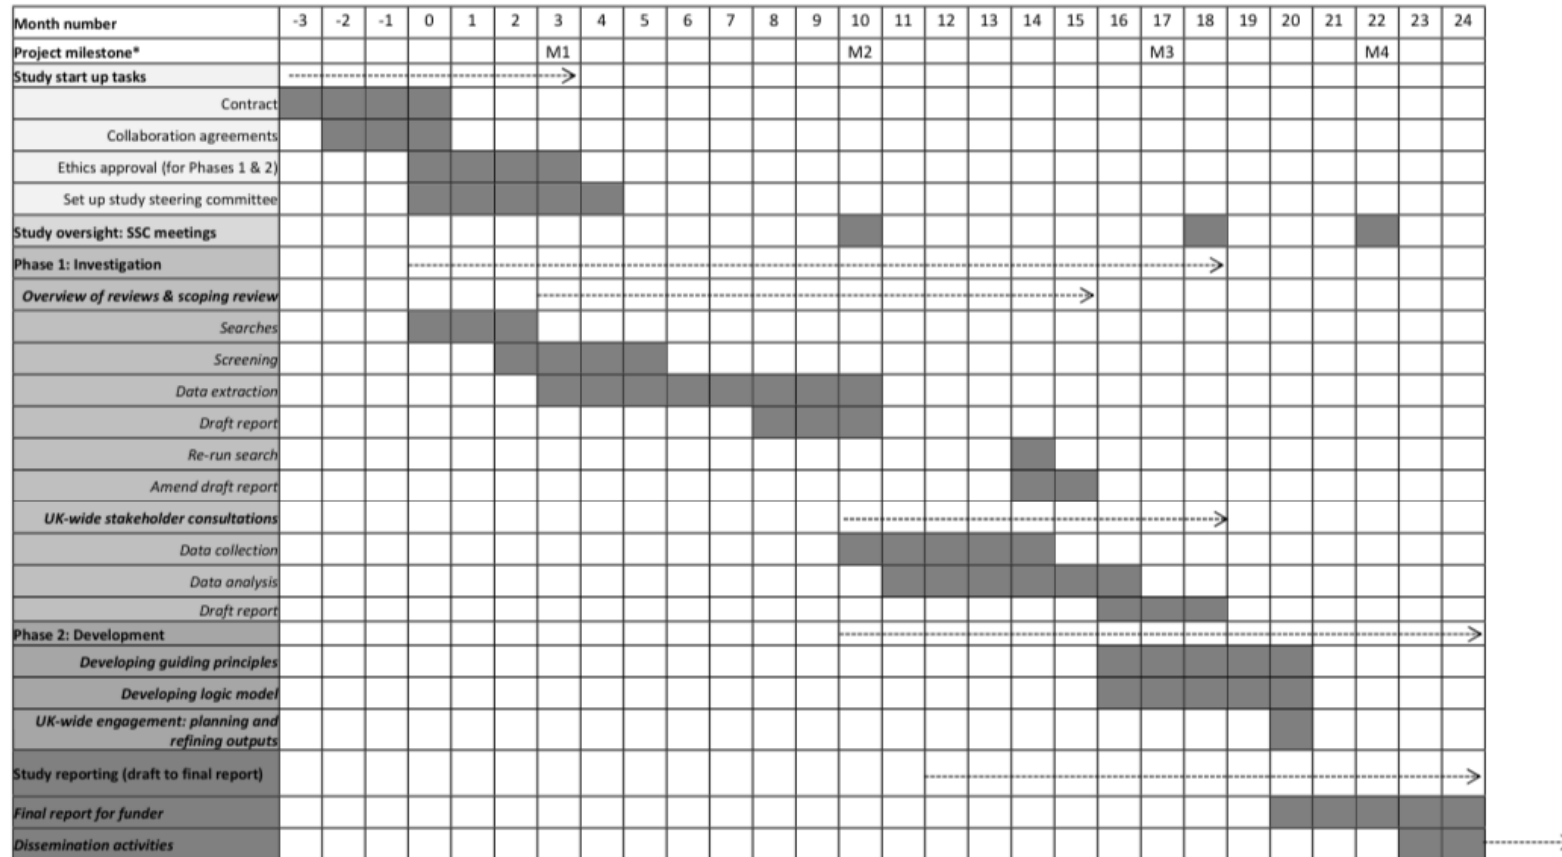 Month number -3 -2 -1 0 1 2 3 4 5 6 7 8 9 10 11 12 13 14 15 16 17 18 19 20 21 22 23 24
Project milestone* M1 M2 M3 M4
Study start up tasks
Contract
Collaboration agreements
Ethics approval (for Phases 1 & 2)
Set up study steering committee
Study oversight: SSC meetings
Phase 1: Investigation
Overview of reviews & scoping review
Searches
Screening
Data extraction
Draft report
Re-run search
Amend draft report
UK-wide stakeholder consultations
Data collection
Data analysis
Draft report
Phase 2: Development
Developing guiding principles
Developing logic model
UK-wide engagement: planning and
refining outputs
Study reporting (draft to final report)
Final report for funder
Dissemination activities